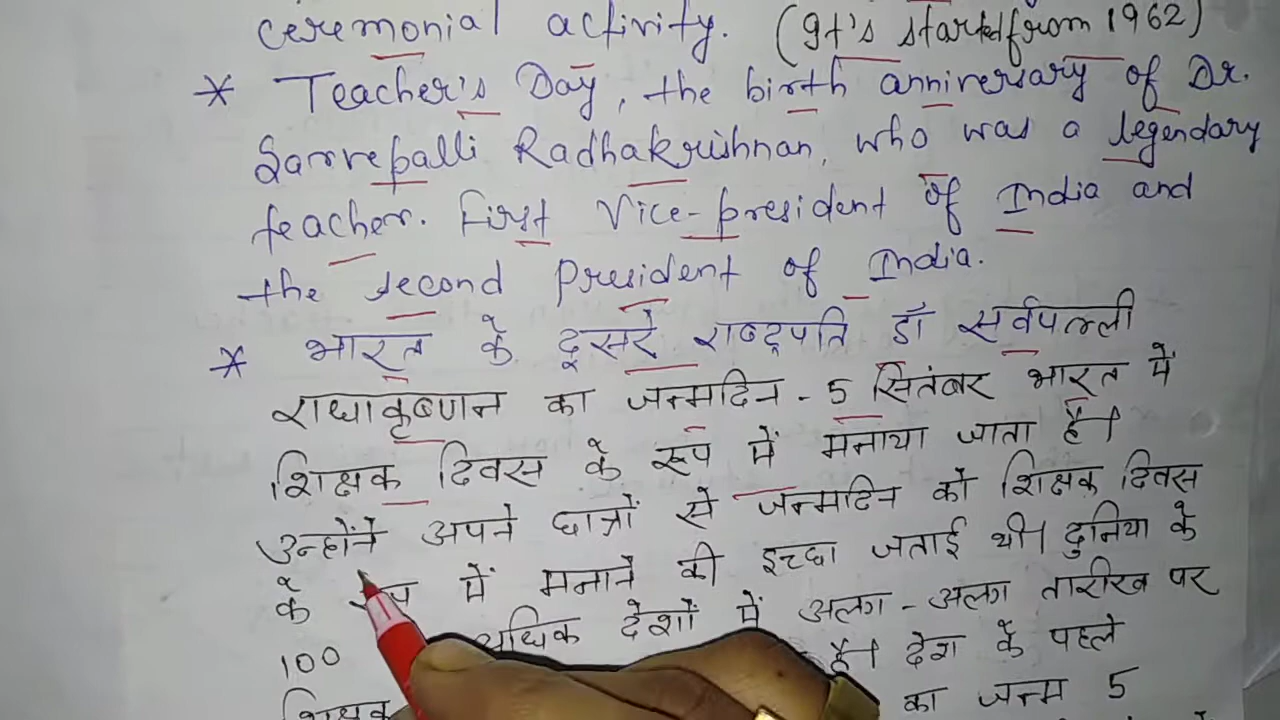 ceremonial activity. (It's started from 1962)
* Teacher's Day, the birth anniversary of Dr.
Sarvepalli Radhakrishnan, who was a legendary
teacher. First Vice-president of India and
the second President of India.
* भारत के दूसरे राष्ट्रपति डॉ सर्वपल्ली
राधाकृष्णन का जन्मदिन - 5 सितंबर भारत में
शिक्षक दिवस के रूप में मनाया जाता है।
उन्होंने अपने छात्रों से जन्मदिन को शिक्षक दिवस
के रूप में मनाने की इच्छा जताई थी। दुनिया के
100 अधिक देशों में अलग - अलग तारीख पर
शिक्षक है। देश के पहले
का जन्म 5